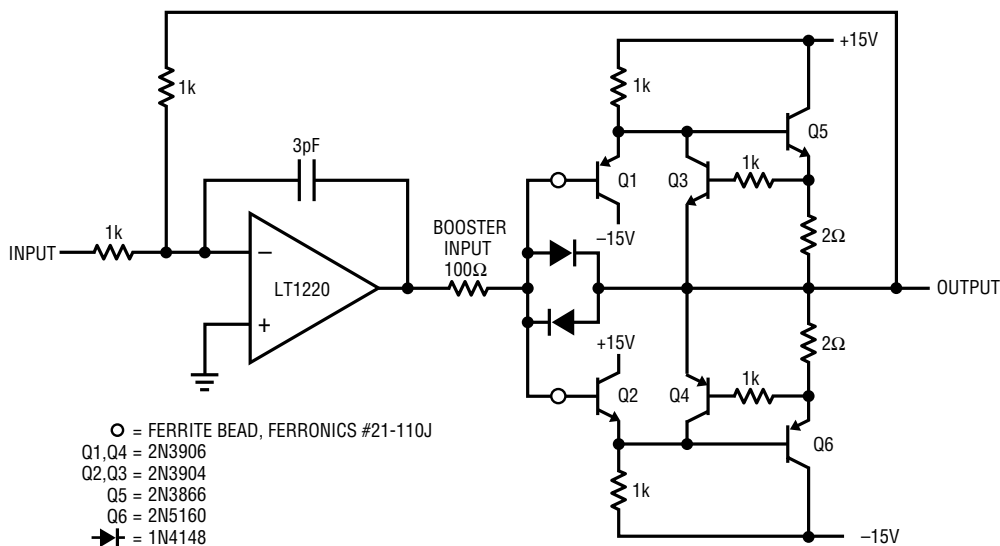 +15V
1k
1k
3pF
Q5
Q1
Q3
1k
1k
BOOSTER
INPUT
100Ω
–15V
2Ω
INPUT
–
LT1220
OUTPUT
+
+15V
2Ω
1k
Q2
Q4
Q6
1k
–15V
= FERRITE BEAD, FERRONICS #21-110J
Q1,Q4 = 2N3906
Q2,Q3 = 2N3904
Q5 = 2N3866
Q6 = 2N5160
= 1N4148